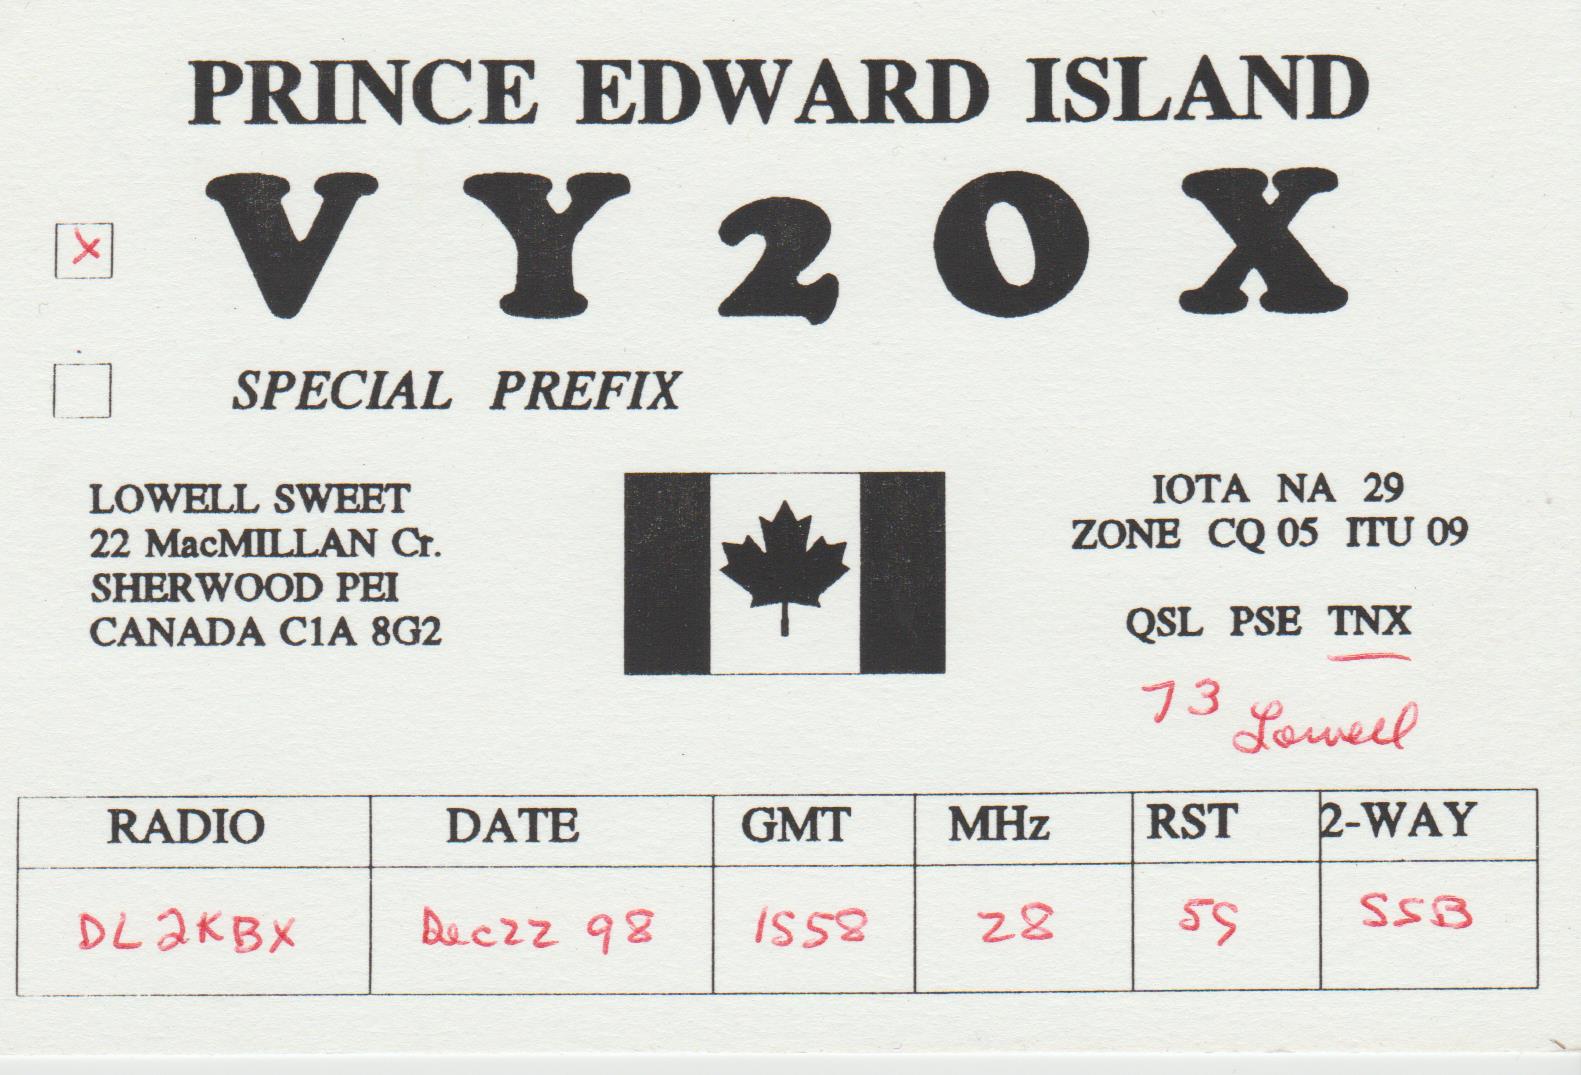 PRINCE EDWARD ISLAND
X
VY2OX
SPECIAL PREFIX
LOWELL SWEET
22 MacMILLAN Cr.
SHERWOOD PEI
CANADA C1A 8G2
IOTA NA 29
ZONE CQ 05 ITU 09
QSL PSE TNX
73 Lowell
RADIO DATE GMT MHz RST 2-WAY
DL2KBX Dec 22 98 1558 28 59 SSB